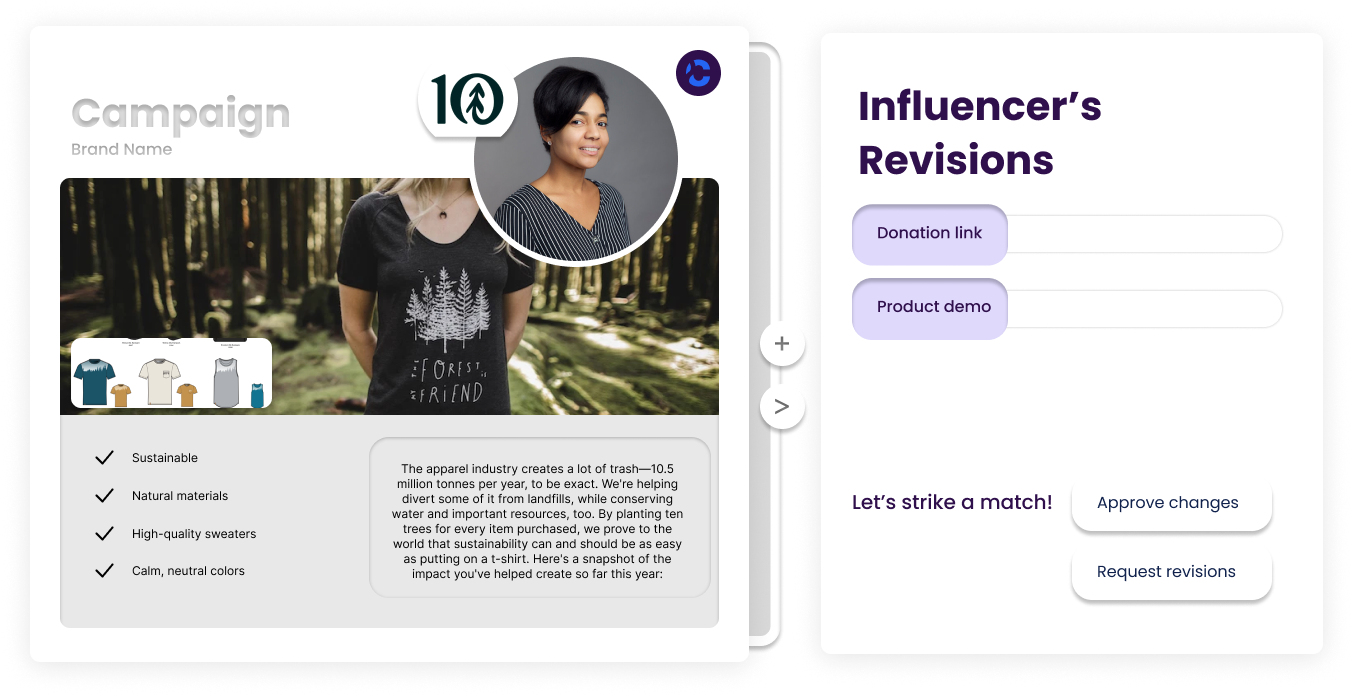 Campaign
Brand Name
10
THE FOREST IS
MY FRIEND
Sustainable
Natural materials
High-quality sweaters
Calm, neutral colors
The apparel industry creates a lot of trash—10.5
million tonnes per year, to be exact. We're helping
divert some of it from landfills, while conserving
water and important resources, too. By planting ten
trees for every item purchased, we prove to the
world that sustainability can and should be as easy
as putting on a t-shirt. Here's a snapshot of the
impact you've helped create so far this year:
+
>
Influencer’s
Revisions
Donation link
Product demo
Let’s strike a match!
Approve changes
Request revisions